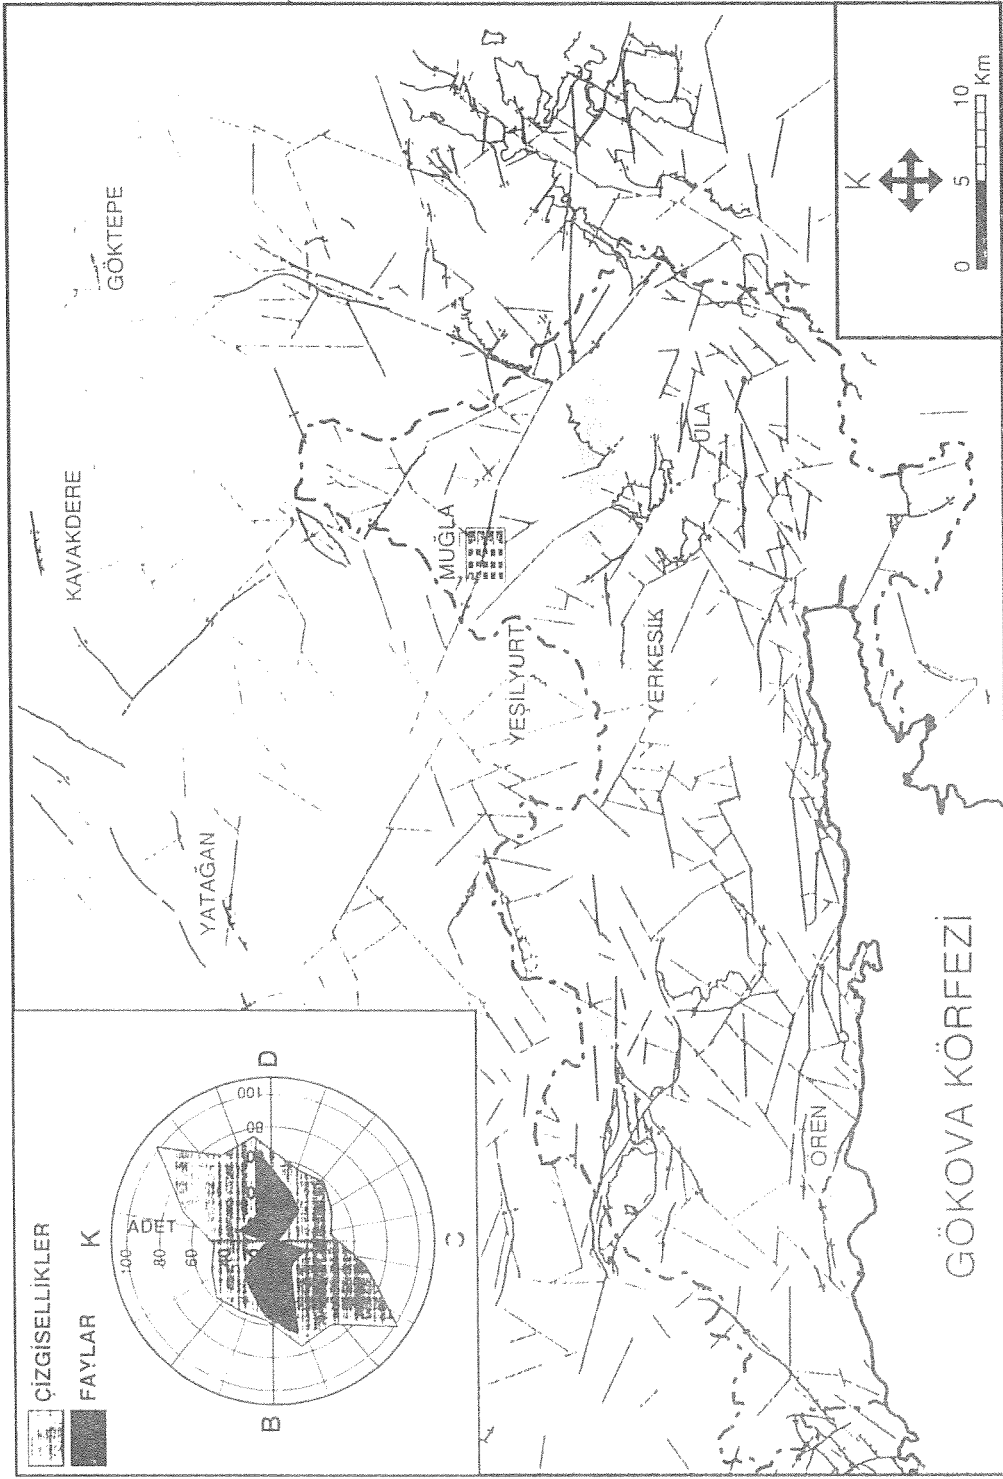 ÇİZGİSELLİKLER
FAYLAR
K
ADET
100
80
60
100
80
D
B
KAVAKDERE
GÖKTEPE
YATAĞAN
MUĞLA
YEŞİLYURT
YERKESİK
ULA
ÖREN
GÖKOVA KÖRFEZİ
K
0
5
10
Km